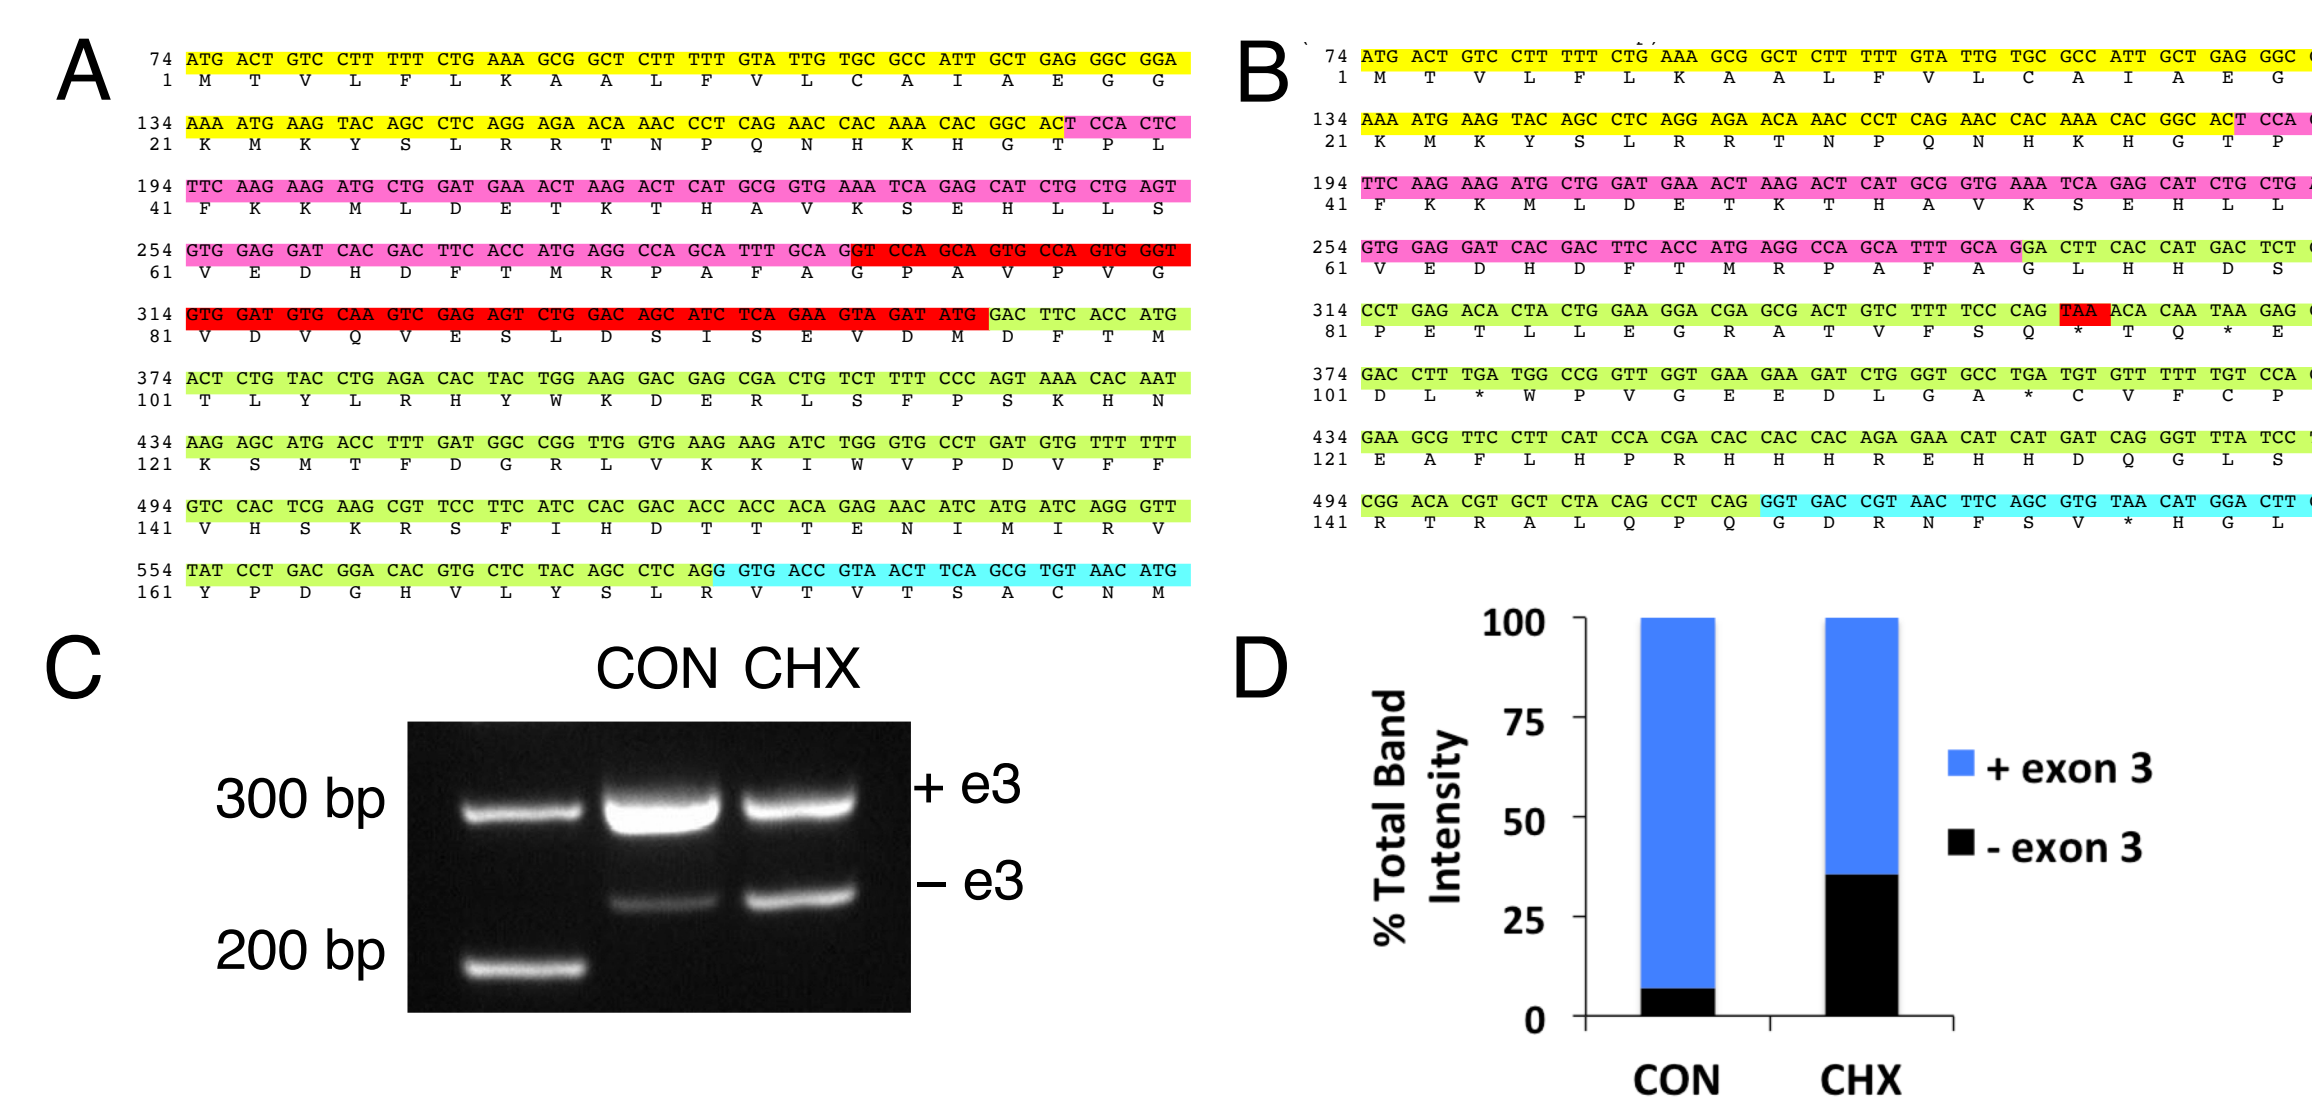 A
74 ATG ACT GTC CTT TTT CTG AAA GCG GCT CTT TTT GTA TTG TGC GCC ATT GCT GAG GGC GGA
1 M T V L F L K A A L F V L C A I A E G G
134 AAA ATG AAG TAC AGC CTC AGG AGA ACA AAC CCT CAG AAC CAC AAA CAC GGC ACT CCA CTC
21 K M K Y S L R R T N P Q N H K H G T P L
194 TTC AAG AAG ATG CTG GAT GAA ACT AAG ACT CAT GCG GTG AAA TCA GAG CAT CTG CTG AGT
41 F K K M L D E T K T H A V K S E H L L S
254 GTG GAG GAT CAC GAC TTC ACC ATG AGG CCA GCA TTT GCA GGT CCA GCA GTG CCA GTG GGT
61 V E D H D F T M R P A F A G P A V P V G
314 GTG GAT GTG CAA GTC GAG AGT CTG GAC AGC ATC TCA GAA GTA GAT ATG GAC TTC ACC ATG
81 V D V Q V E S L D S I S E V D M D F T M
374 ACT CTG TAC CTG AGA CAC TAC TGG AAG GAC GAG CGA CTG TCT TTT CCC AGT AAA CAC AAT
101 T L Y L R H Y W K D E R L S F P S K H N
434 AAG AGC ATG ACC TTT GAT GGC CGG TTG GTG AAG AAG ATC TGG GTG CCT GAT GTG TTT TTT
121 K S M T F D G R L V K K I W V P D V F F
494 GTC CAC TCG AAG CGT TCC TTC ATC CAC GAC ACC ACC ACA GAG AAC ATC ATG ATC AGG GTT
141 V H S K R S F I H D T T T E N I M I R V
554 TAT CCT GAC GGA CAC GTG CTC TAC AGC CTC AGG GTG ACC GTA ACT TCA GCG TGT AAC ATG
161 Y P D G H V L Y S L R V T V T S A C N M
B
74 ATG ACT GTC CTT TTT CTG AAA GCG GCT CTT TTT GTA TTG TGC GCC ATT GCT GAG GGC
1 M T V L F L K A A L F V L C A I A E G
134 AAA ATG AAG TAC AGC CTC AGG AGA ACA AAC CCT CAG AAC CAC AAA CAC GGC ACT CCA
21 K M K Y S L R R T N P Q N H K H G T P
194 TTC AAG AAG ATG CTG GAT GAA ACT AAG ACT CAT GCG GTG AAA TCA GAG CAT CTG CTG
41 F K K M L D E T K T H A V K S E H L L
254 GTG GAG GAT CAC GAC TTC ACC ATG AGG CCA GCA TTT GCA GGA CTT CAC CAT GAC TCT
61 V E D H D F T M R P A F A G L H H D S
314 CCT GAG ACA CTA CTG GAA GGA CGA GCG ACT GTC TTT TCC CAG TAA ACA CAA TAA GAG
81 P E T L L E G R A T V F S Q * T Q * E
374 GAC CTT TGA TGG CCG GTT GGT GAA GAA GAT CTG GGT GCC TGA TGT GTT TTT TGT CCA
101 D L * W P V G E E D L G A * C V F C P
434 GAA GCG TTC CTT CAT CCA CGA CAC CAC CAC AGA GAA CAT CAT GAT CAG GGT TTA TCC
121 E A F L H P R H H H R E H H D Q G L S
494 CGG ACA CGT GCT CTA CAG CCT CAG GGT GAC CGT AAC TTC AGC GTG TAA CAT GGA CTT
141 R T R A L Q P Q G D R N F S V * H G L
C
CON CHX
300 bp
+ e3
– e3
200 bp
D
% Total Band
Intensity
100
75
50
25
0
CON CHX
+ exon 3
- exon 3